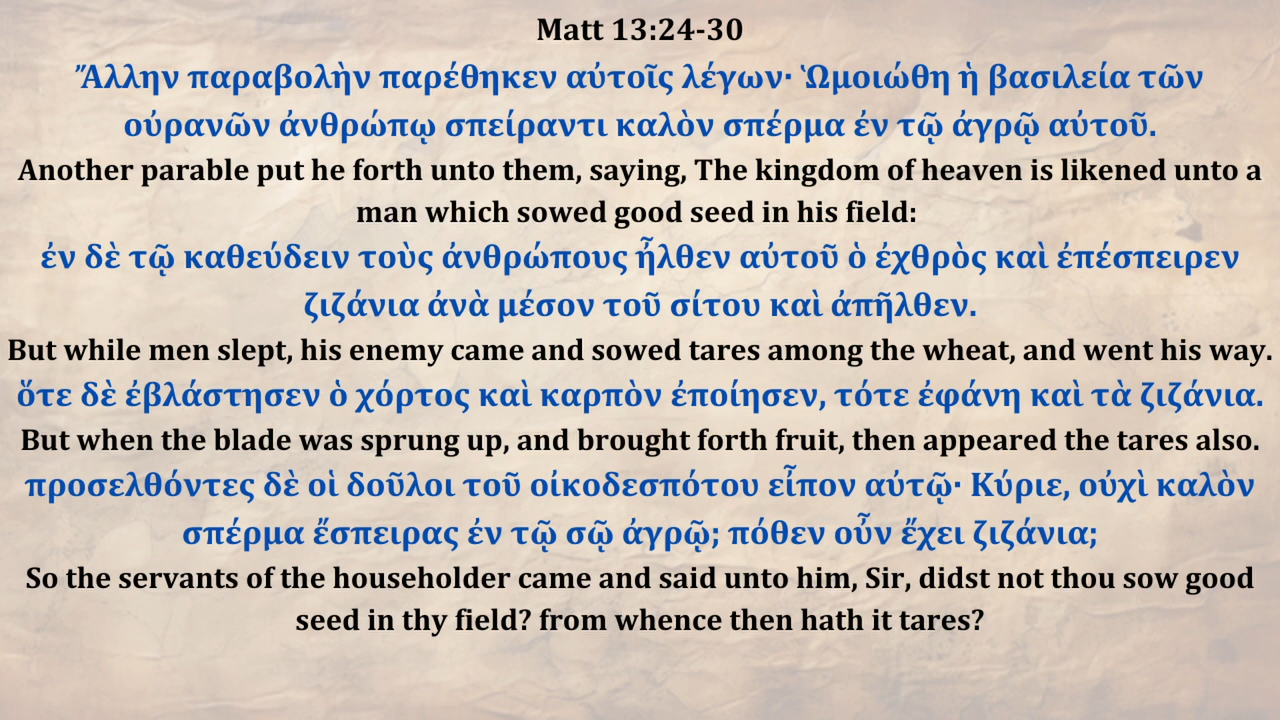 Matt 13:24-30
Ἄλλην παραβολὴν παρέθηκεν αὐτοῖς λέγων· Ὡμοιώθη ἡ βασιλεία τῶν
οὐρανῶν ἀνθρώπῳ σπείραντι καλὸν σπέρμα ἐν τῷ ἀγρῷ αὐτοῦ.
Another parable put he forth unto them, saying, The kingdom of heaven is likened unto a
man which sowed good seed in his field:
ἐν δὲ τῷ καθεύδειν τοὺς ἀνθρώπους ἦλθεν αὐτοῦ ὁ ἐχθρὸς καὶ ἐπέσπειρεν
ζιζάνια ἀνὰ μέσον τοῦ σίτου καὶ ἀπῆλθεν.
But while men slept, his enemy came and sowed tares among the wheat, and went his way.
ὅτε δὲ ἐβλάστησεν ὁ χόρτος καὶ καρπὸν ἐποίησεν, τότε ἐφάνη καὶ τὰ ζιζάνια.
But when the blade was sprung up, and brought forth fruit, then appeared the tares also.
προσελθόντες δὲ οἱ δοῦλοι τοῦ οἰκοδεσπότου εἶπον αὐτῷ· Κύριε, οὐχὶ καλὸν
σπέρμα ἔσπειρας ἐν τῷ σῷ ἀγρῷ; πόθεν οὖν ἔχει ζιζάνια;
So the servants of the householder came and said unto him, Sir, didst not thou sow good
seed in thy field? from whence then hath it tares?